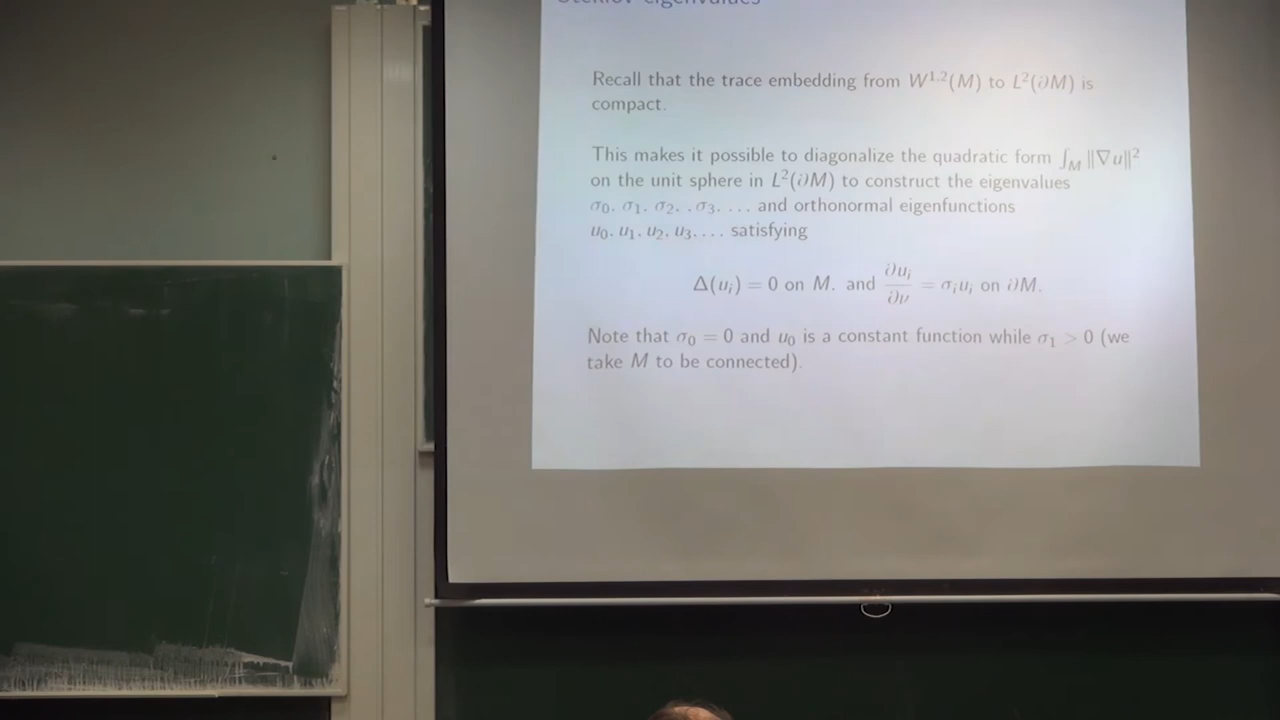 Steklov eigenvalues
Recall that the trace embedding from W^{1,2}(M) to L^2(∂M) is
compact.
This makes it possible to diagonalize the quadratic form ∫_M ||∇u||^2
on the unit sphere in L^2(∂M) to construct the eigenvalues
σ_0, σ_1, σ_2, , σ_3, . . . and orthonormal eigenfunctions
u_0, u_1, u_2, u_3, . . . satisfying
Δ(u_i) = 0 on M, and ∂u_i/∂ν = σ_i u_i on ∂M.
Note that σ_0 = 0 and u_0 is a constant function while σ_1 > 0 (we
take M to be connected).